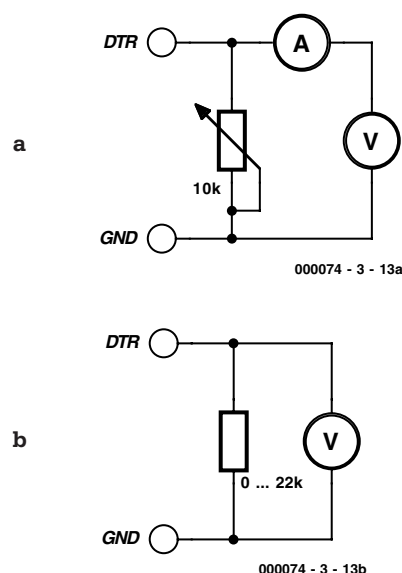 DTR
A
V
a
10k
GND
000074 - 3 - 13a
DTR
V
b
0 ... 22k
GND
000074 - 3 - 13b